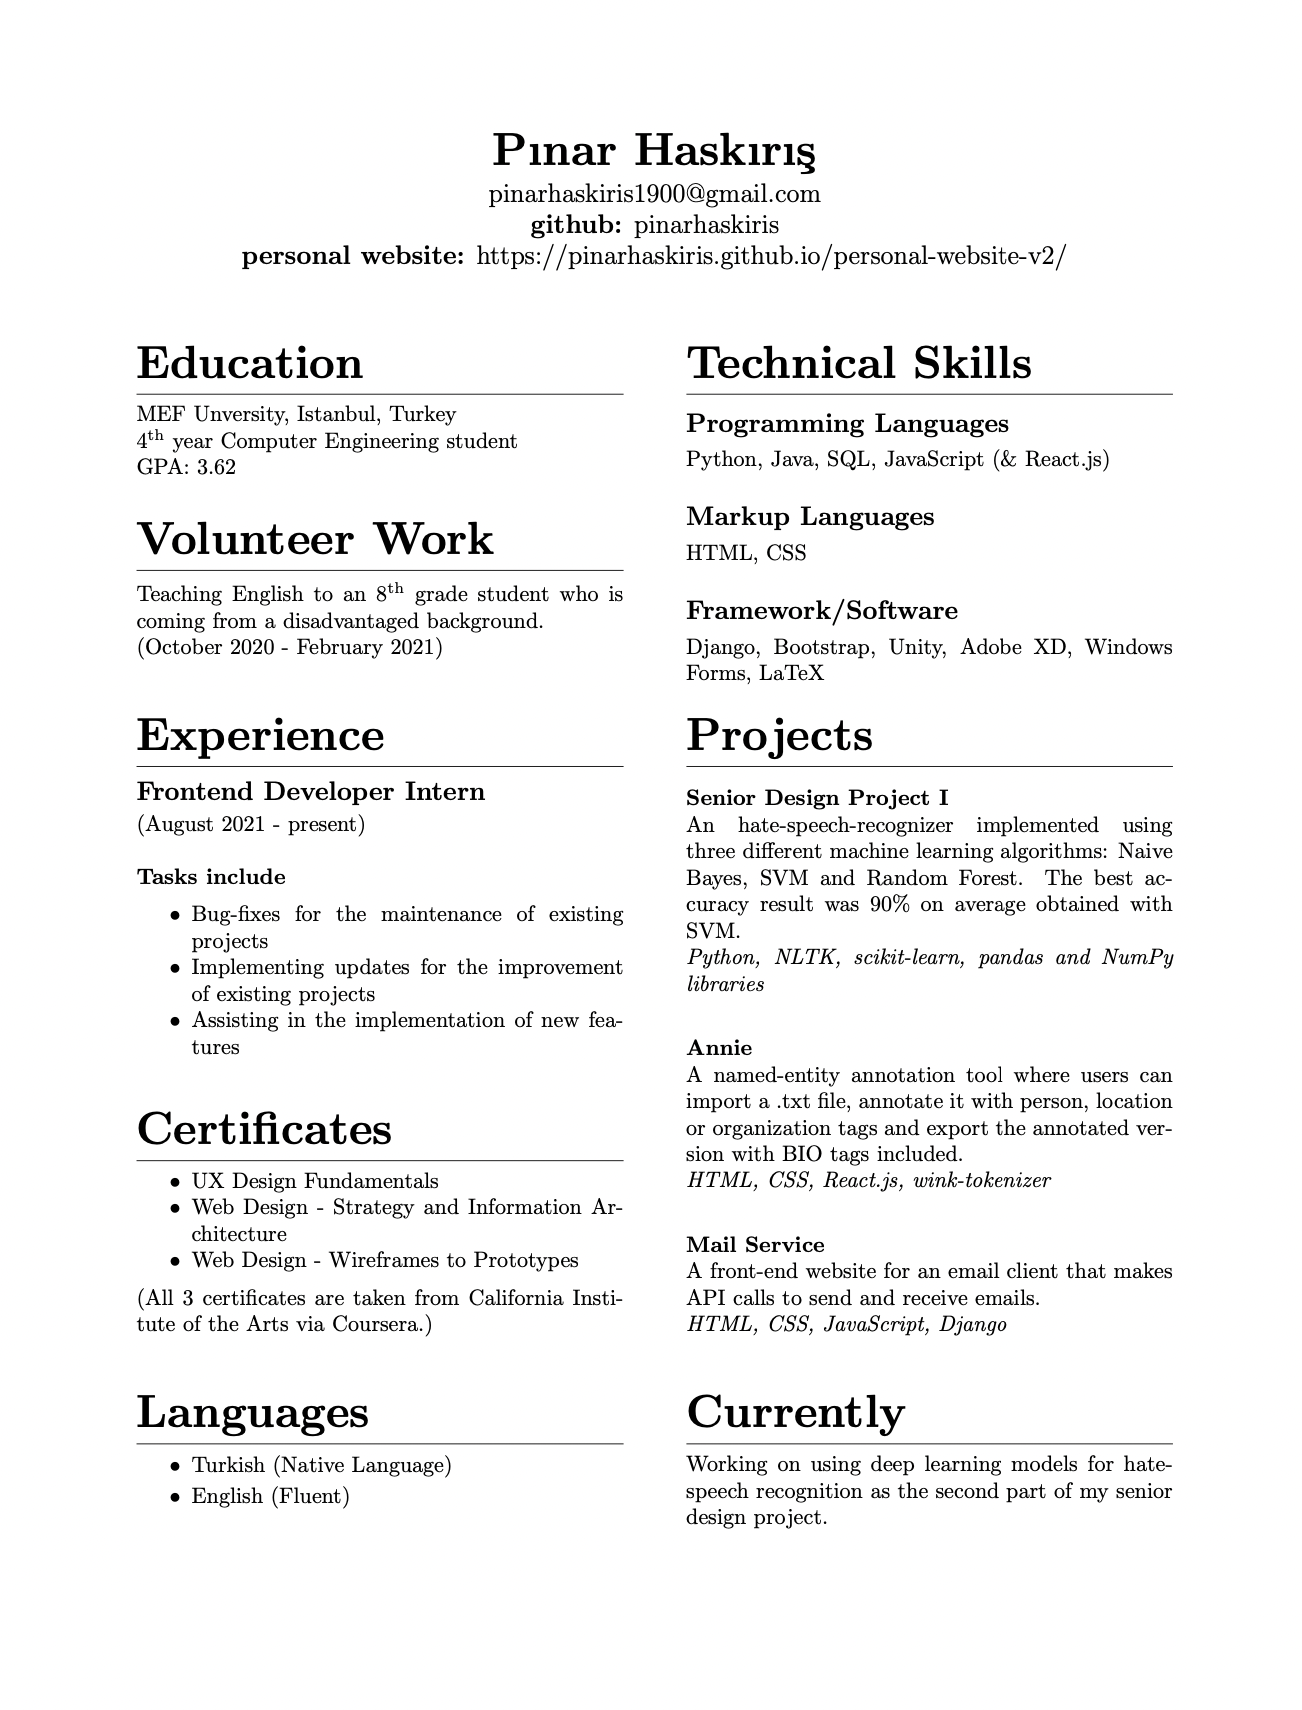 Pınar Haskırış
pinarhaskiris1900@gmail.com
github: pinarhaskiris
personal website: https://pinarhaskiris.github.io/personal-website-v2/
Education
MEF Unversity, Istanbul, Turkey
4th year Computer Engineering student
GPA: 3.62
Volunteer Work
Teaching English to an 8th grade student who is
coming from a disadvantaged background.
(October 2020 - February 2021)
Experience
Frontend Developer Intern
(August 2021 - present)
Tasks include
• Bug-fixes for the maintenance of existing
projects
• Implementing updates for the improvement
of existing projects
• Assisting in the implementation of new fea-
tures
Certificates
• UX Design Fundamentals
• Web Design - Strategy and Information Ar-
chitecture
• Web Design - Wireframes to Prototypes
(All 3 certificates are taken from California Insti-
tute of the Arts via Coursera.)
Languages
• Turkish (Native Language)
• English (Fluent)
Technical Skills
Programming Languages
Python, Java, SQL, JavaScript (& React.js)
Markup Languages
HTML, CSS
Framework/Software
Django, Bootstrap, Unity, Adobe XD, Windows
Forms, LaTeX
Projects
Senior Design Project I
An hate-speech-recognizer implemented using
three different machine learning algorithms: Naive
Bayes, SVM and Random Forest. The best ac-
curacy result was 90% on average obtained with
SVM.
Python, NLTK, scikit-learn, pandas and NumPy
libraries
Annie
A named-entity annotation tool where users can
import a .txt file, annotate it with person, location
or organization tags and export the annotated ver-
sion with BIO tags included.
HTML, CSS, React.js, wink-tokenizer
Mail Service
A front-end website for an email client that makes
API calls to send and receive emails.
HTML, CSS, JavaScript, Django
Currently
Working on using deep learning models for hate-
speech recognition as the second part of my senior
design project.